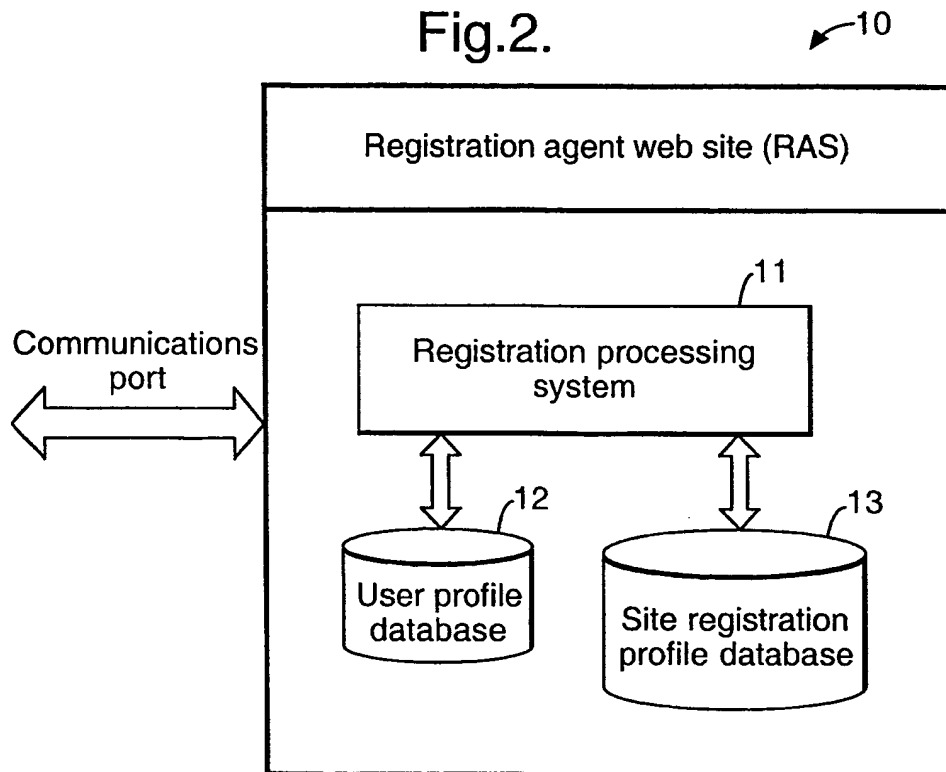 Fig.2.
10
Registration agent web site (RAS)
11
Registration processing
system
Communications
port
12
User profile
database
13
Site registration
profile database